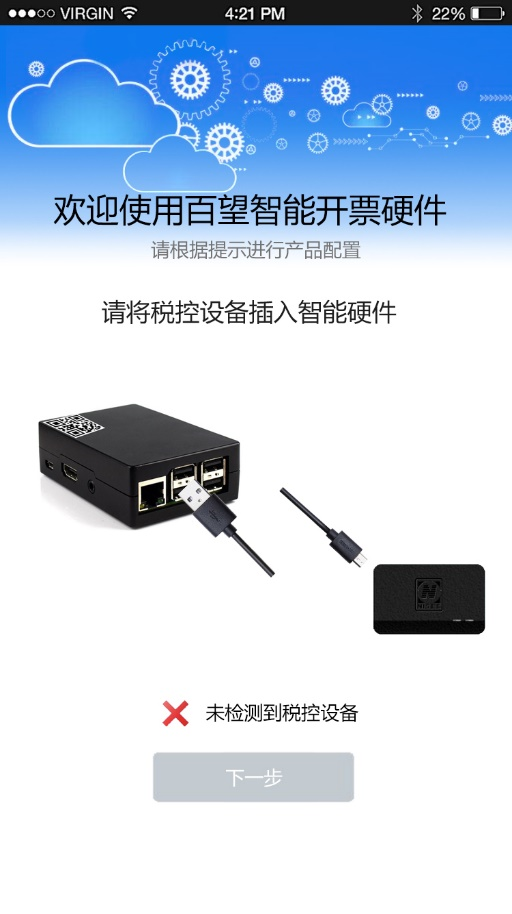 VIRGIN 4:21 PM 22%
欢迎使用百望智能开票硬件
请根据提示进行产品配置
请将税控设备插入智能硬件
未检测到税控设备
下一步